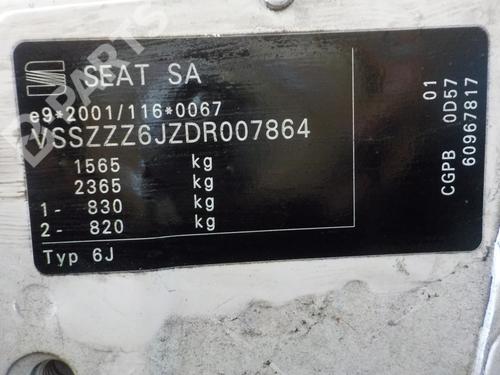 SEAT SA
e9*2001/116*0067
VSSZZZ6JZDR007864
1565 kg
2365 kg
1- 830 kg
2- 820 kg
Typ 6J
01
CGPB 0D57
60967817